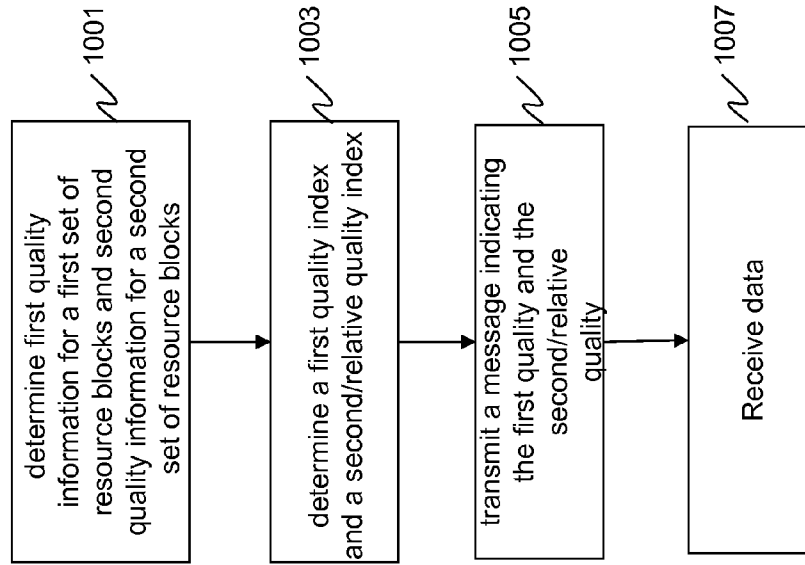 determine first quality
information for a first set of
resource blocks and second
quality information for a second
set of resource blocks
1001
determine a first quality index
and a second/relative quality index
1003
transmit a message indicating
the first quality and the
second/relative
quality
1005
Receive data
1007